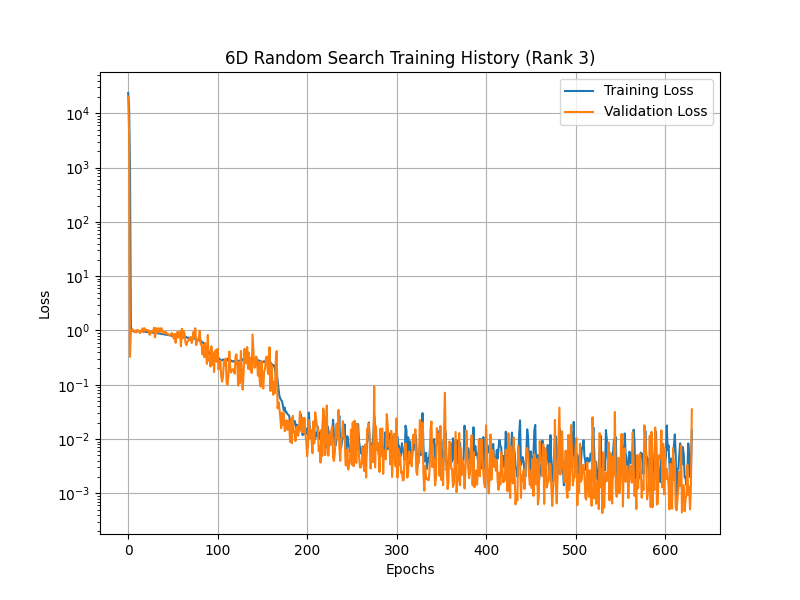 6D Random Search Training History (Rank 3)
Training Loss
Validation Loss
10^4
10^3
10^2
10^1
10^0
10^-1
10^-2
10^-3
Loss
0 100 200 300 400 500 600
Epochs